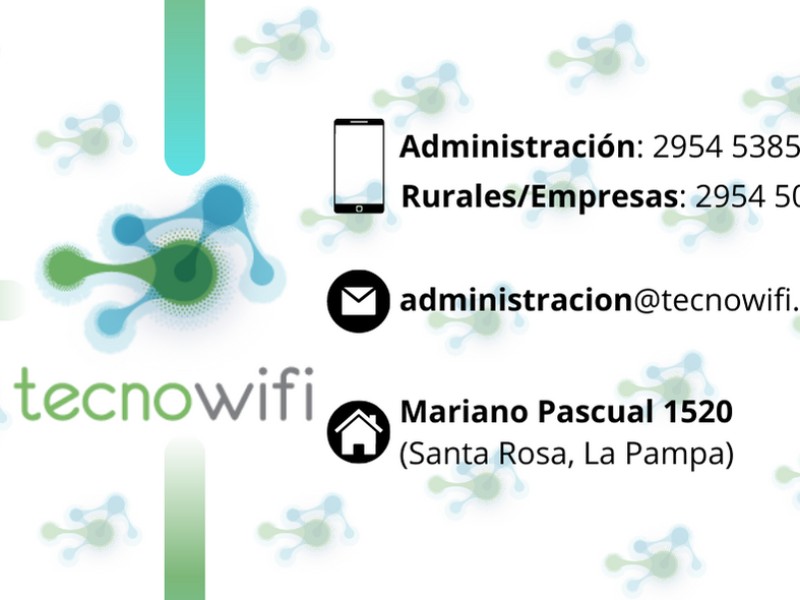 tecnowifi
Administración: 2954 5385
Rurales/Empresas: 2954 50
administracion@tecnowifi.
Mariano Pascual 1520
(Santa Rosa, La Pampa)